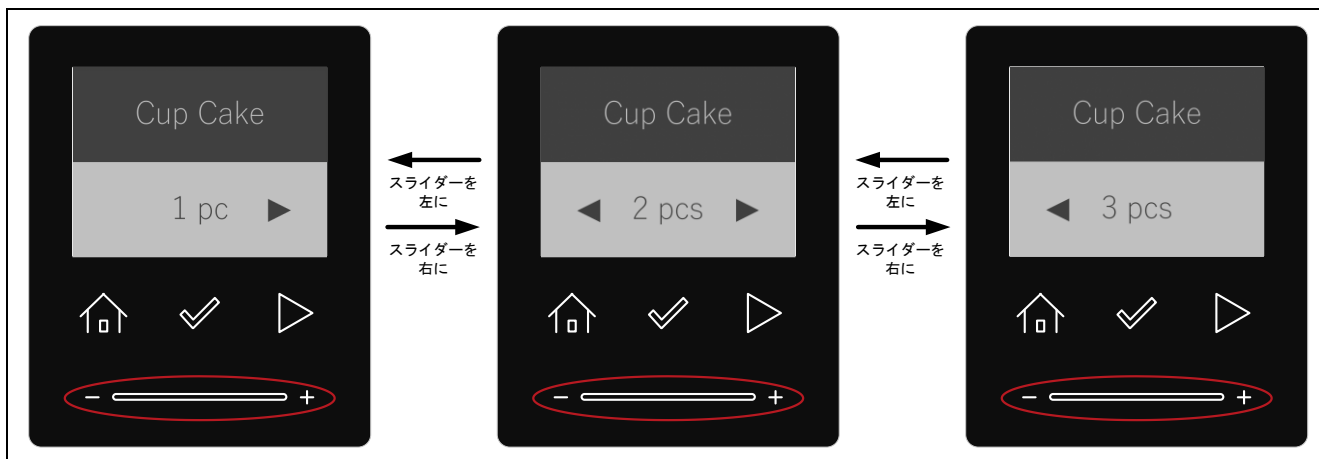 Cup Cake
1 pc ▶
スライダーを
左に
スライダーを
右に
Cup Cake
◀ 2 pcs ▶
スライダーを
左に
スライダーを
右に
Cup Cake
◀ 3 pcs
− +
− +
− +